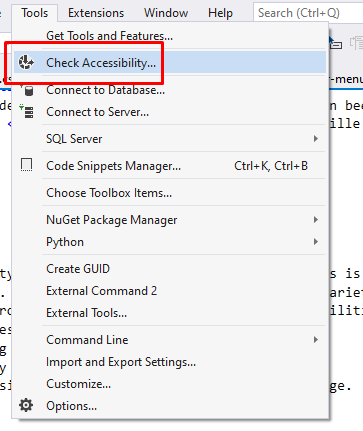 Tools Extensions Window Help Search (Ctrl+Q)
Get Tools and Features...
Check Accessibility...
Connect to Database...
Connect to Server...
SQL Server
Code Snippets Manager... Ctrl+K, Ctrl+B
Choose Toolbox Items...
NuGet Package Manager
Python
Create GUID
External Command 2
External Tools...
Command Line
Import and Export Settings...
Customize...
Options...